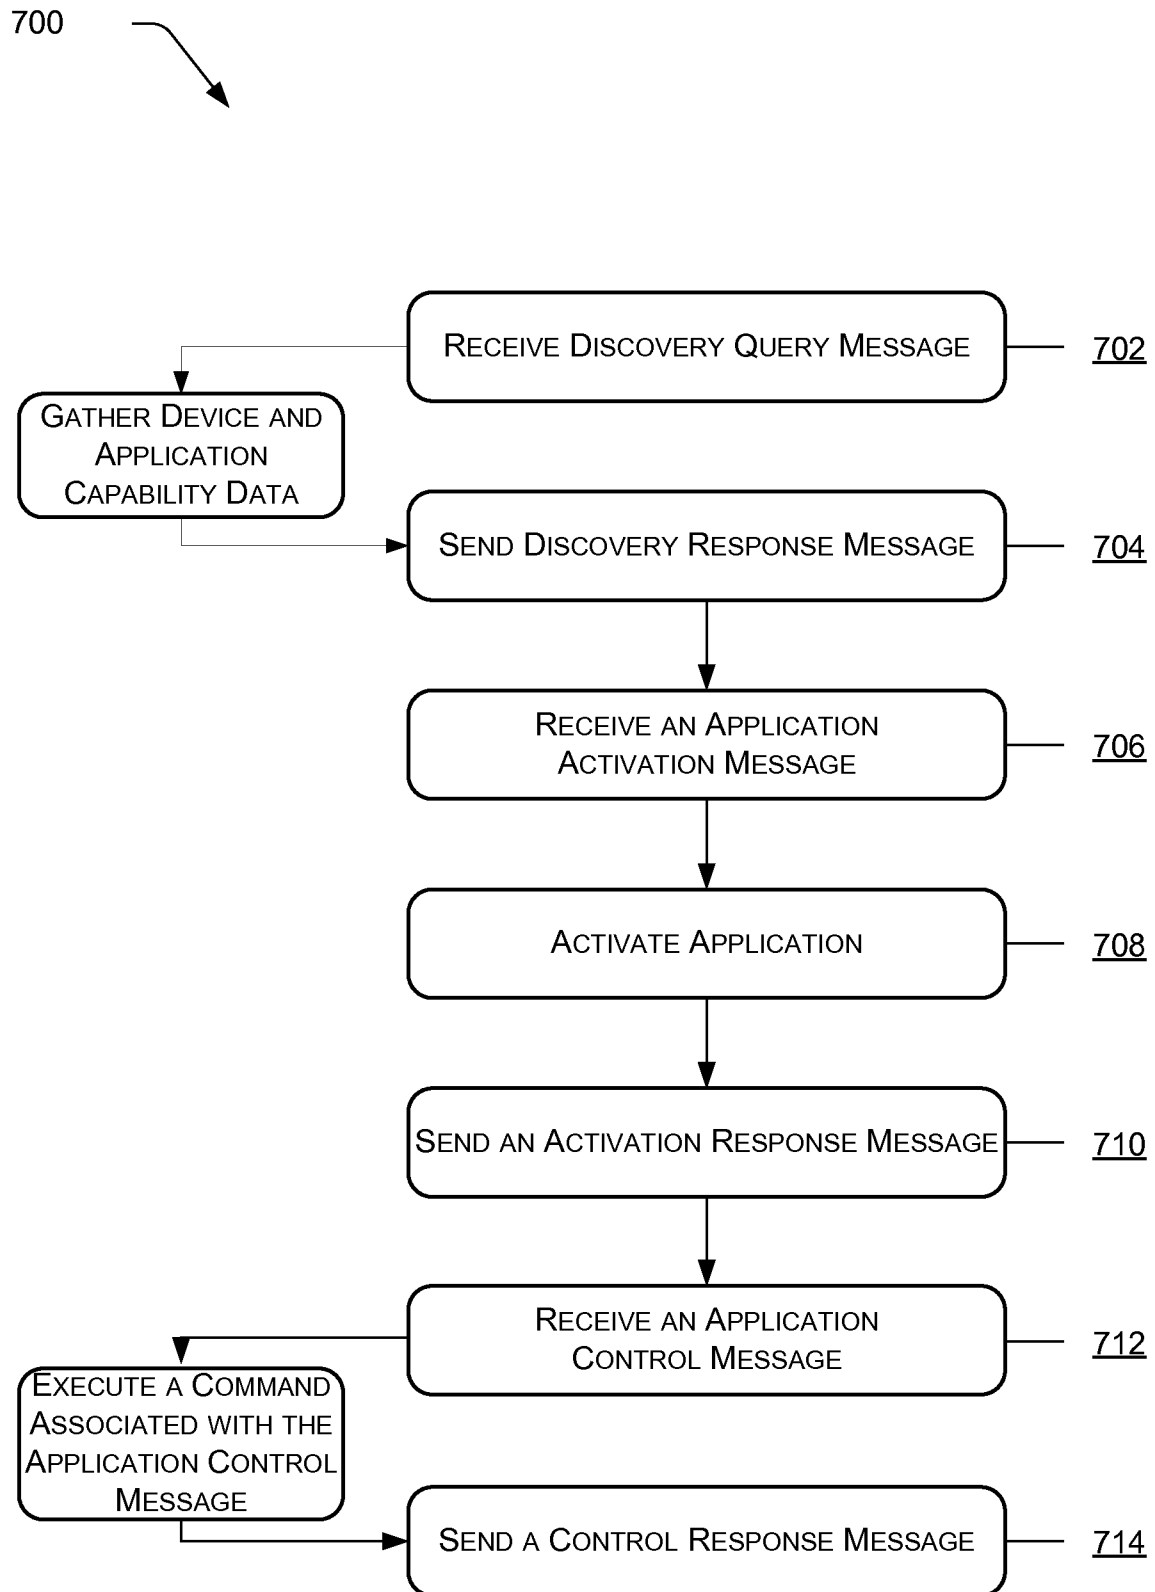 700
RECEIVE DISCOVERY QUERY MESSAGE
702
GATHER DEVICE AND
APPLICATION
CAPABILITY DATA
SEND DISCOVERY RESPONSE MESSAGE
704
RECEIVE AN APPLICATION
ACTIVATION MESSAGE
706
ACTIVATE APPLICATION
708
SEND AN ACTIVATION RESPONSE MESSAGE
710
RECEIVE AN APPLICATION
CONTROL MESSAGE
712
EXECUTE A COMMAND
ASSOCIATED WITH THE
APPLICATION CONTROL
MESSAGE
SEND A CONTROL RESPONSE MESSAGE
714